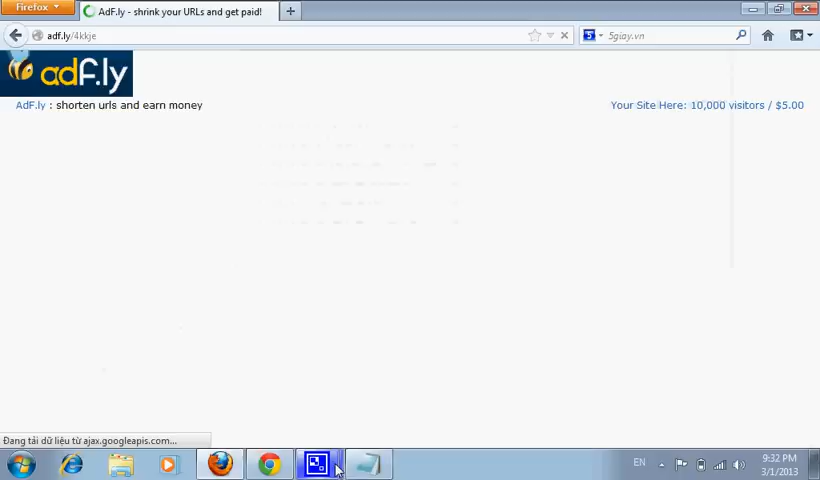 Firefox
AdF.ly - shrink your URLs and get paid!
adf.ly/4kkje
5
5giay.vn
adf.ly
AdF.ly : shorten urls and earn money
Your Site Here: 10,000 visitors / $5.00
Đang tải dữ liệu từ ajax.googleapis.com...
EN
9:32 PM
3/1/2013